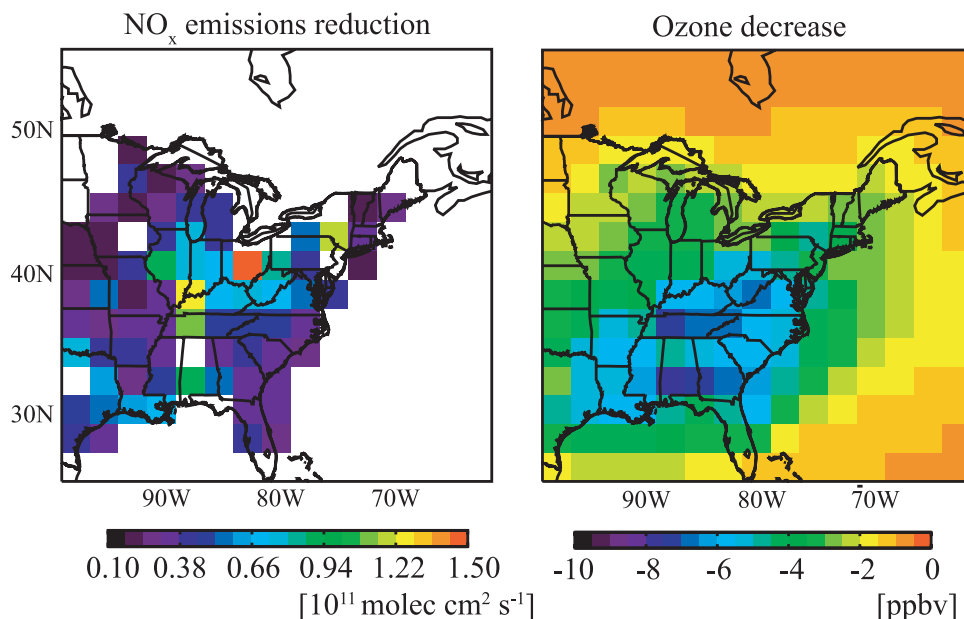 NOx emissions reduction
Ozone decrease
50N
40N
30N
90W 80W 70W
90W 80W 70W
0.10 0.38 0.66 0.94 1.22 1.50
[10¹¹ molec cm² s⁻¹]
-10 -8 -6 -4 -2 0
[ppbv]